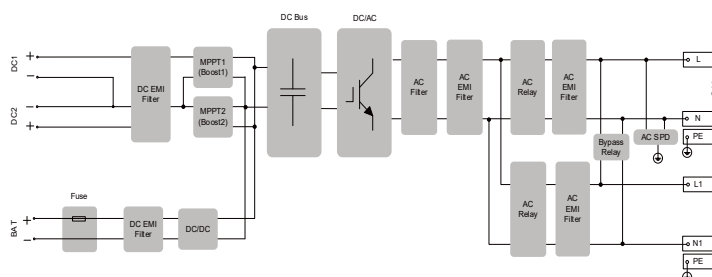 DC Bus
DC/AC
DC1
+
−
DC2
−
+
DC EMI
Filter
MPPT1
(Boost1)
MPPT2
(Boost2)
AC
Filter
AC
EMI
Filter
AC
Relay
AC
EMI
Filter
Bypass
Relay
AC SPD
L
N
PE
Fuse
BAT
+
−
DC EMI
Filter
DC/DC
AC
Relay
AC
EMI
Filter
L1
N1
PE